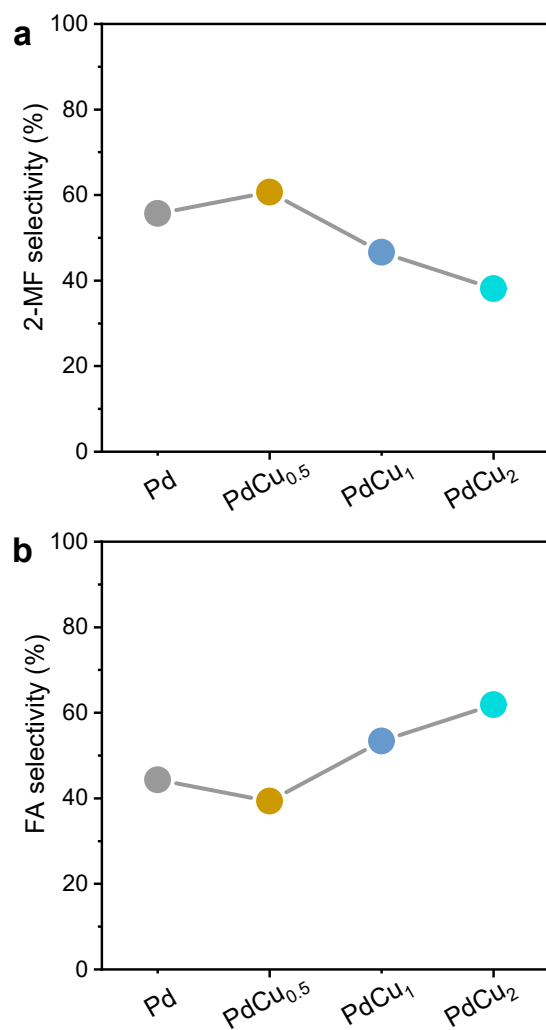 a
2-MF selectivity (%)
100
80
60
40
20
0
Pd
PdCu₀.₅
PdCu₁
PdCu₂
b
FA selectivity (%)
100
80
60
40
20
0
Pd
PdCu₀.₅
PdCu₁
PdCu₂